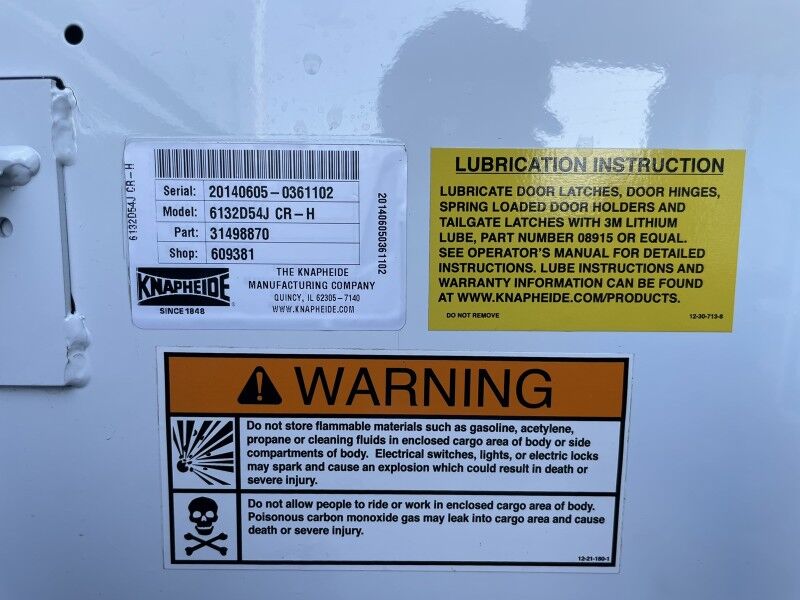 6132D54J CR-H
Serial: 20140605-0361102
Model: 6132D54J CR-H
Part: 31498870
Shop: 609381
201406050361102
KNAPHEIDE
SINCE 1848
THE KNAPHEIDE
MANUFACTURING COMPANY
QUINCY, IL 62305-7140
WWW.KNAPHEIDE.COM
LUBRICATION INSTRUCTION
LUBRICATE DOOR LATCHES, DOOR HINGES,
SPRING LOADED DOOR HOLDERS AND
TAILGATE LATCHES WITH 3M LITHIUM
LUBE, PART NUMBER 08915 OR EQUAL.
SEE OPERATOR'S MANUAL FOR DETAILED
INSTRUCTIONS. LUBE INSTRUCTIONS AND
WARRANTY INFORMATION CAN BE FOUND
AT WWW.KNAPHEIDE.COM/PRODUCTS.
DO NOT REMOVE 12-30-713-6
WARNING
Do not store flammable materials such as gasoline, acetylene,
propane or cleaning fluids in enclosed cargo area of body or side
compartments of body. Electrical switches, lights, or electric locks
may spark and cause an explosion which could result in death or
severe injury.
Do not allow people to ride or work in enclosed cargo area of body.
Poisonous carbon monoxide gas may leak into cargo area and cause
death or severe injury.
12-21-180-1